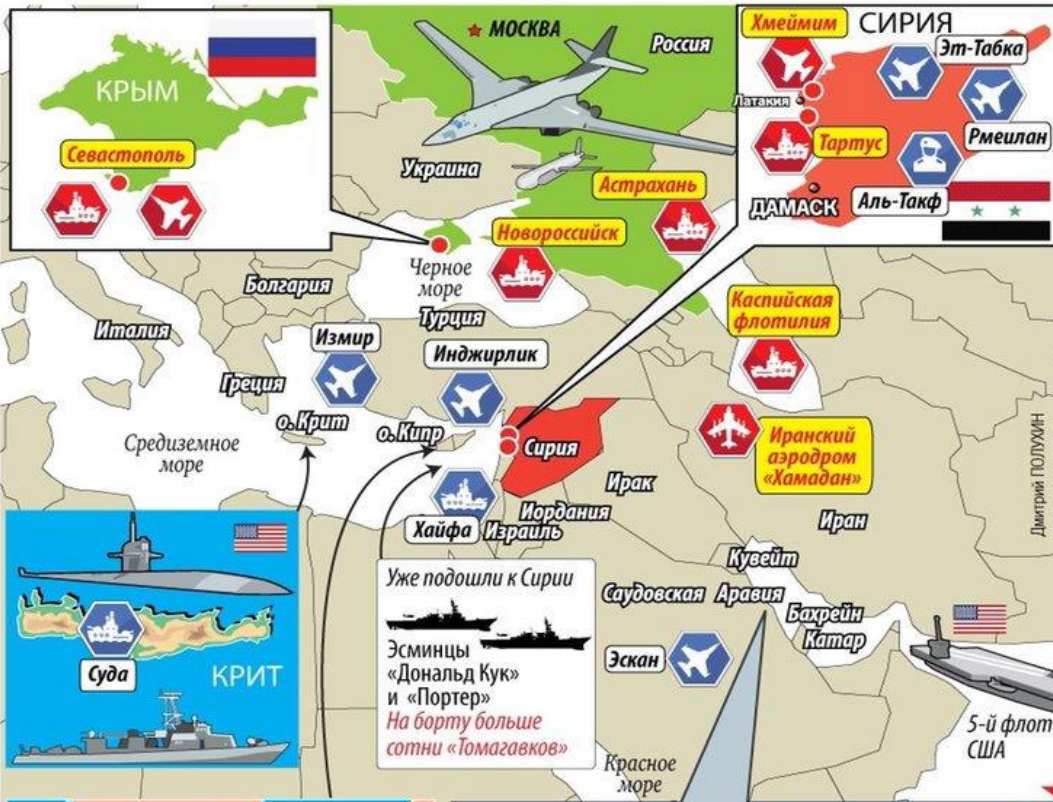 КРЫМ
Севастополь
МОСКВА
Россия
Украина
Астрахань
Новороссийск
Черное
море
Хмеймим
СИРИЯ
Эт-Табка
Латакия
Рмеилан
Тартус
ДАМАСК
Аль-Такф
Болгария
Италия
Турция
Каспийская
флотилия
Измир
Инджирлик
Греция
о. Крит
о. Кипр
Средиземное
море
Сирия
Иранский
аэродром
«Хамадан»
Ирак
Иордания
Хайфа
Израиль
Иран
Дмитрий ПОЛУХИН
Кувейт
Уже подошли к Сирии
Эсминцы
«Дональд Кук»
и «Портер»
На борту больше
сотни «Томагавков»
Саудовская Аравия
Бахрейн
Катар
Эскан
Суда
КРИТ
5-й флот
США
Красное
море